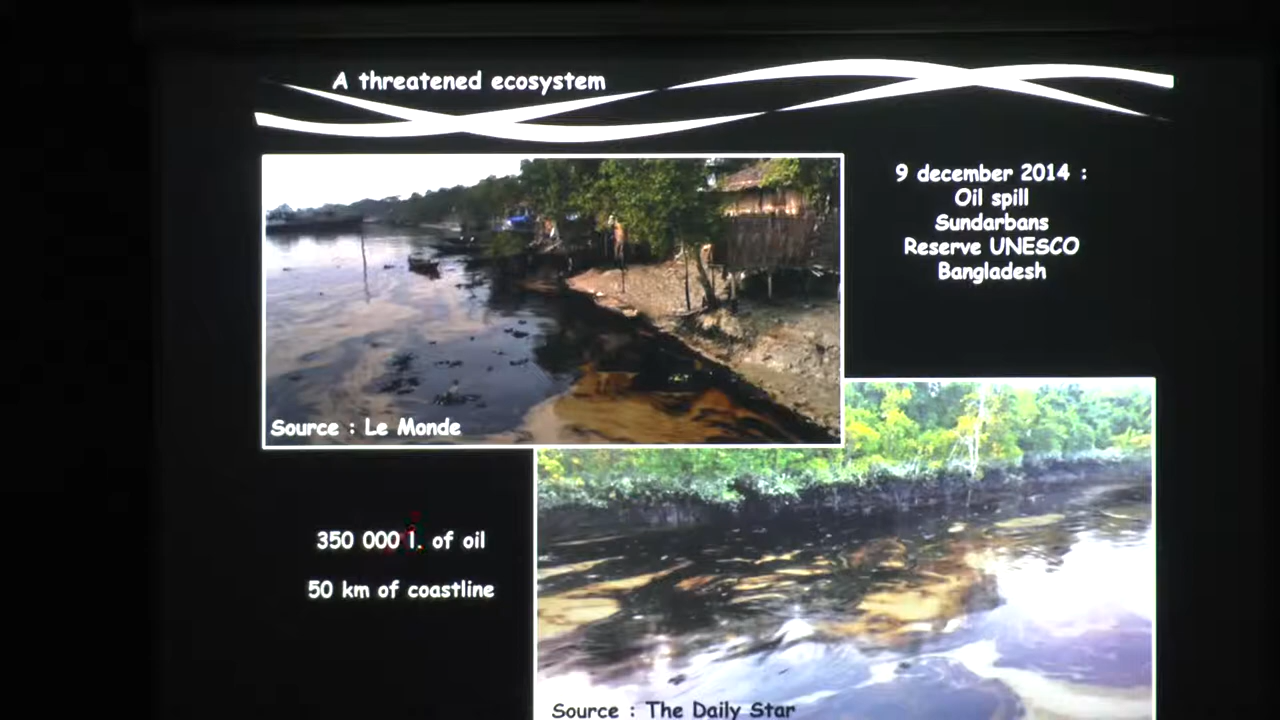 A threatened ecosystem
9 december 2014 :
Oil spill
Sundarbans
Reserve UNESCO
Bangladesh
Source : Le Monde
350 000 l. of oil
50 km of coastline
Source : The Daily Star